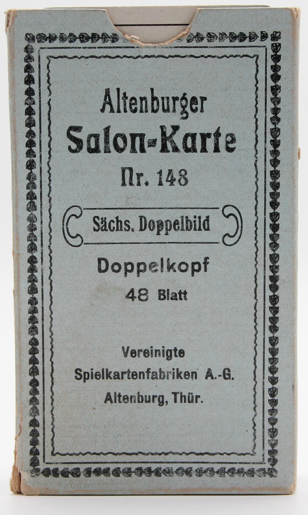 Altenburger
Salon-Karte
Nr. 148
Sächs. Doppelbild
Doppelkopf
48 Blatt
Vereinigte
Spielkartenfabriken A.-G.
Altenburg, Thür.